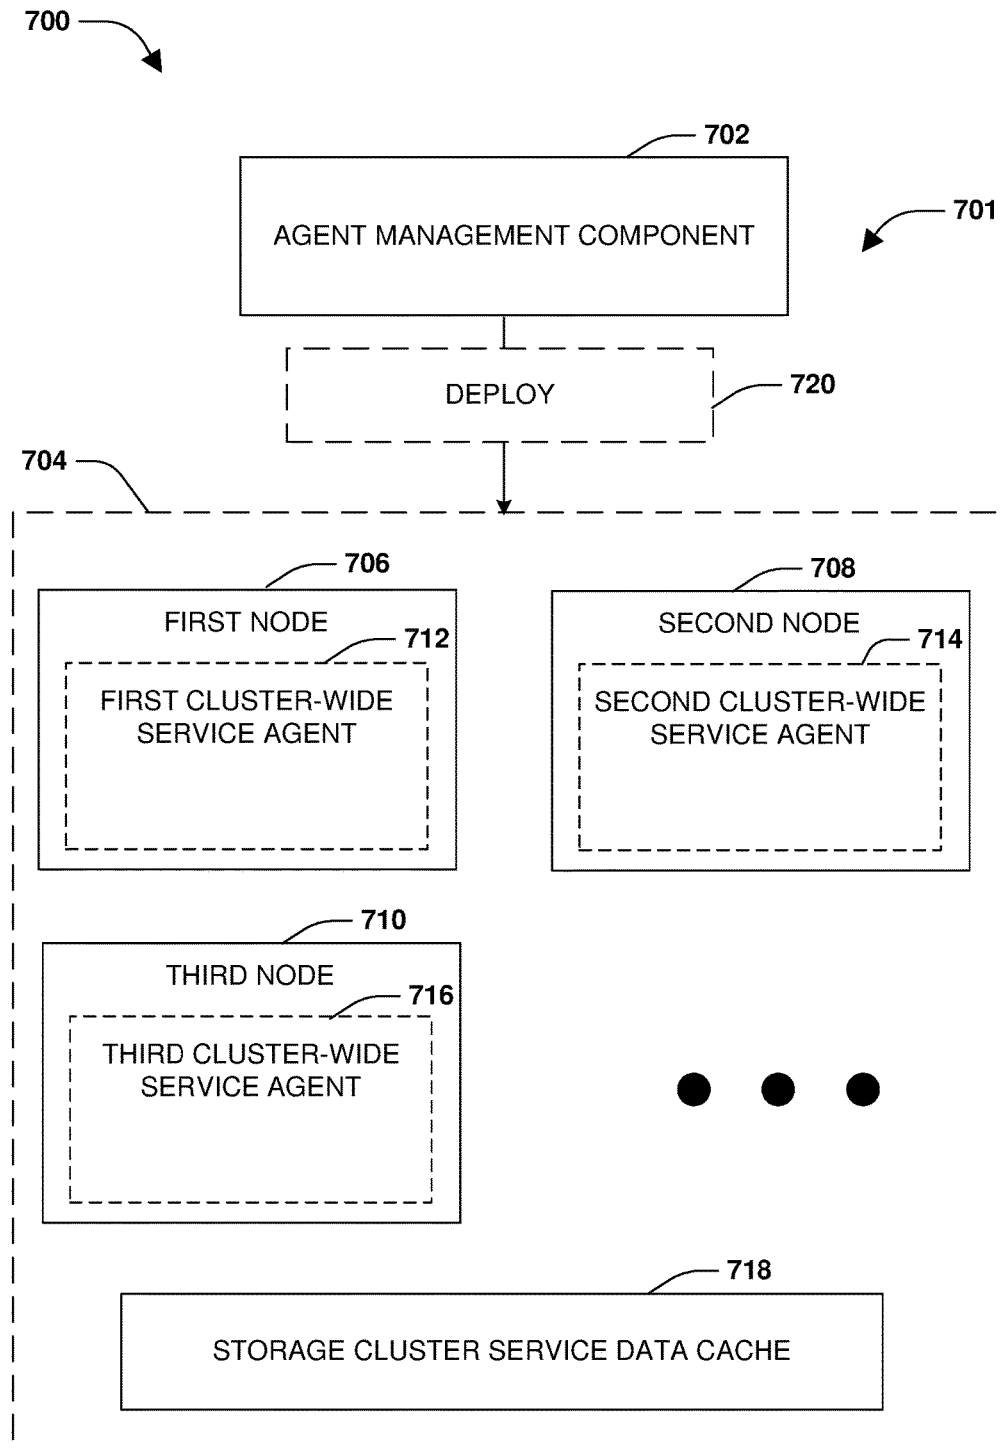 700
702
AGENT MANAGEMENT COMPONENT
701
DEPLOY
720
704
706
FIRST NODE
712
FIRST CLUSTER-WIDE
SERVICE AGENT
708
SECOND NODE
714
SECOND CLUSTER-WIDE
SERVICE AGENT
710
THIRD NODE
716
THIRD CLUSTER-WIDE
SERVICE AGENT
718
STORAGE CLUSTER SERVICE DATA CACHE